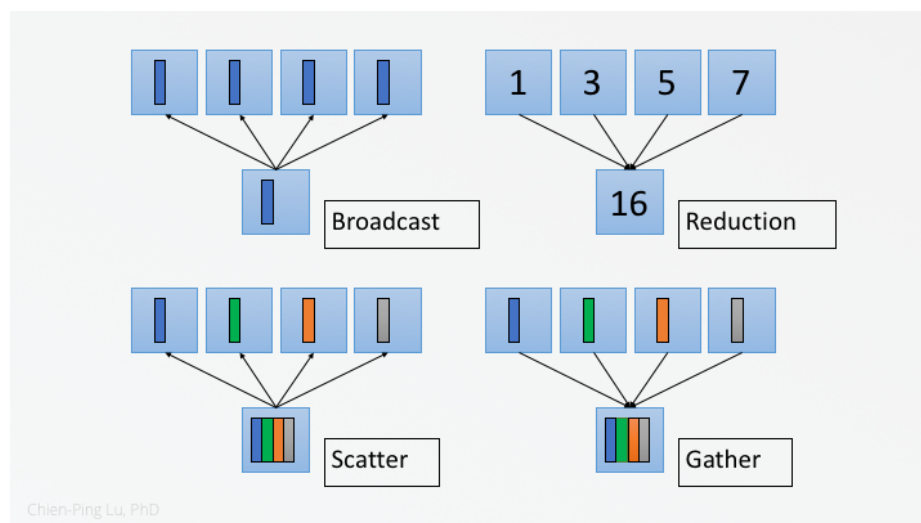 1 3 5 7
16
Broadcast
Reduction
Scatter
Gather
Chien-Ping Lu, PhD